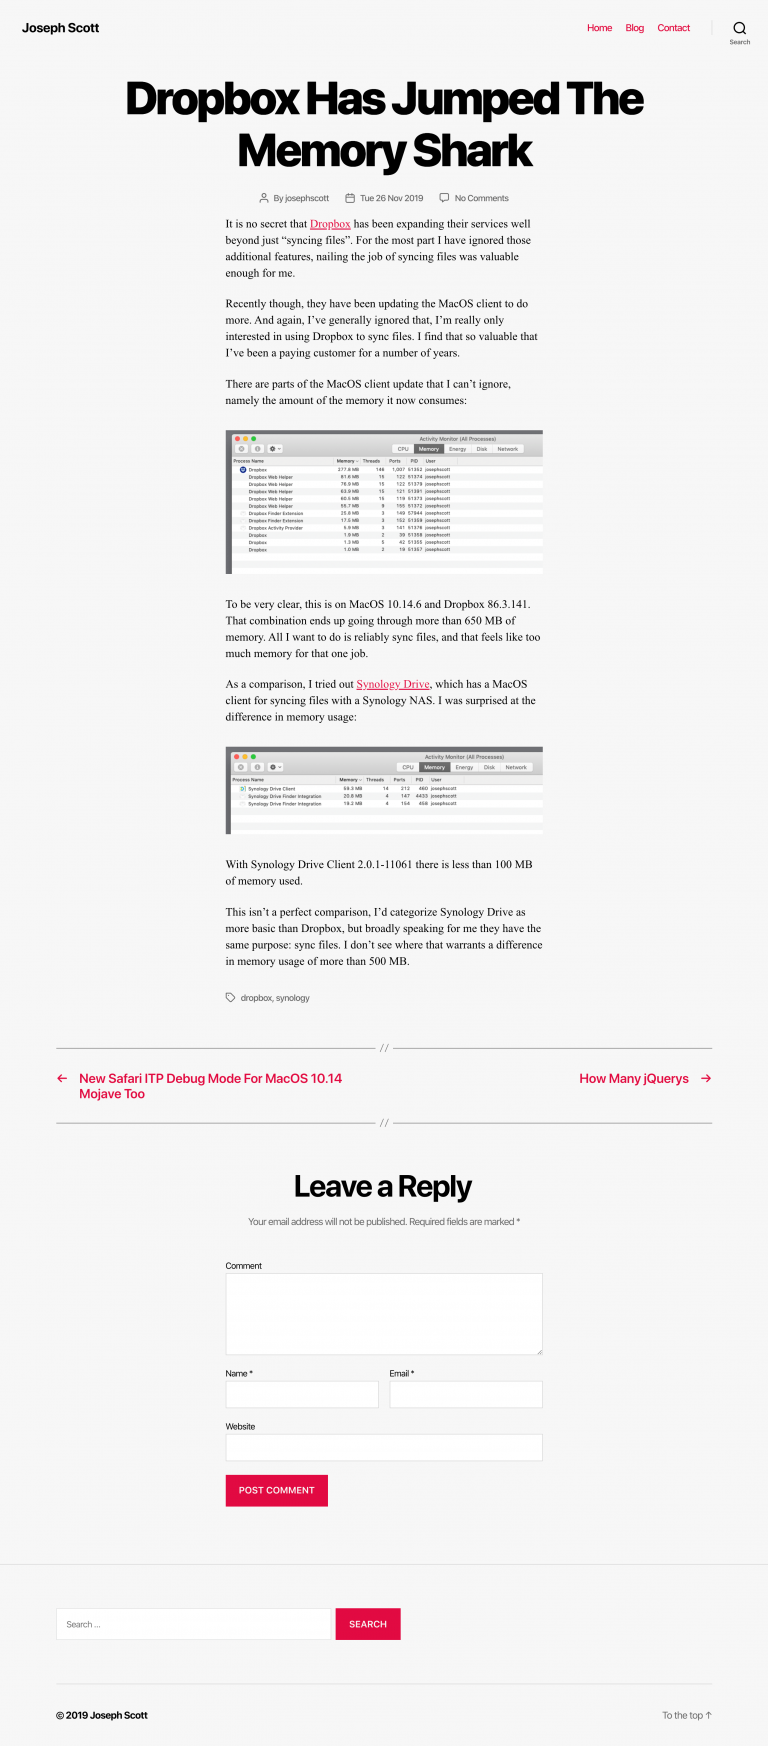 Joseph Scott
Home Blog Contact
Search
Dropbox Has Jumped The
Memory Shark
By josephscott Tue 26 Nov 2019 No Comments
It is no secret that Dropbox has been expanding their services well
beyond just “syncing files”. For the most part I have ignored those
additional features, nailing the job of syncing files was valuable
enough for me.
Recently though, they have been updating the MacOS client to do
more. And again, I’ve generally ignored that, I’m really only
interested in using Dropbox to sync files. I find that so valuable that
I’ve been a paying customer for a number of years.
There are parts of the MacOS client update that I can’t ignore,
namely the amount of the memory it now consumes:
Activity Monitor (All Processes)
CPU Memory Energy Disk Network
Process Name Memory Threads Ports PID User
Dropbox 277.8 MB 146 1,007 51352 josephscott
Dropbox Web Helper 81.6 MB 15 122 51374 josephscott
Dropbox Web Helper 78.9 MB 15 122 51379 josephscott
Dropbox Web Helper 63.9 MB 15 121 51381 josephscott
Dropbox Web Helper 60.5 MB 15 119 51373 josephscott
Dropbox Web Helper 55.7 MB 9 155 51372 josephscott
Dropbox Finder Extension 25.8 MB 3 149 57944 josephscott
Dropbox Finder Extension 17.5 MB 3 152 51359 josephscott
Dropbox Activity Provider 5.9 MB 3 141 51376 josephscott
Dropbox 1.9 MB 2 39 51358 josephscott
Dropbox 1.3 MB 5 42 51355 josephscott
Dropbox 1.0 MB 2 19 51357 josephscott
To be very clear, this is on MacOS 10.14.6 and Dropbox 86.3.141.
That combination ends up going through more than 650 MB of
memory. All I want to do is reliably sync files, and that feels like too
much memory for that one job.
As a comparison, I tried out Synology Drive, which has a MacOS
client for syncing files with a Synology NAS. I was surprised at the
difference in memory usage:
Activity Monitor (All Processes)
CPU Memory Energy Disk Network
Process Name Memory Threads Ports PID User
Synology Drive Client 59.3 MB 14 213 460 josephscott
Synology Drive Finder Integration 20.8 MB 4 147 4433 josephscott
Synology Drive Finder Integration 19.2 MB 4 154 458 josephscott
With Synology Drive Client 2.0.1-11061 there is less than 100 MB
of memory used.
This isn’t a perfect comparison, I’d categorize Synology Drive as
more basic than Dropbox, but broadly speaking for me they have the
same purpose: sync files. I don’t see where that warrants a difference
in memory usage of more than 500 MB.
dropbox, synology
//
← New Safari ITP Debug Mode For MacOS 10.14
Mojave Too
How Many jQuerys →
//
Leave a Reply
Your email address will not be published. Required fields are marked *
Comment
Name * Email *
Website
POST COMMENT
Search …
SEARCH
© 2019 Joseph Scott
To the top ↑